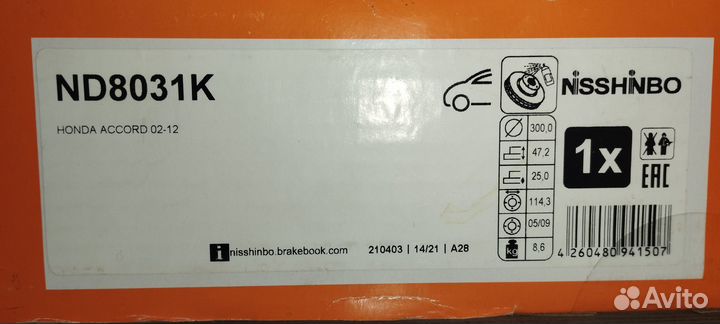 ND8031K
HONDA ACCORD 02-12
NISSHINBO
300,0
47,2
25,0
114,3
05/09
kg 8,6
1x
EAC
i nisshinbo.brakebook.com 210403 | 14/21 | A28
4 260480 941507
Avito